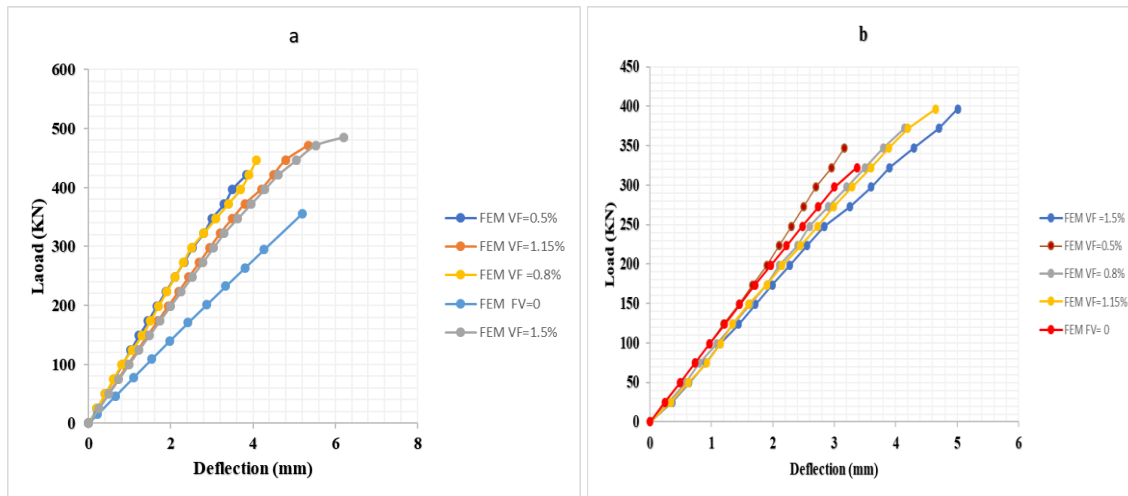 a
600
500
400
300
200
100
0
0 2 4 6 8
Laoad (KN)
Deflection (mm)
FEM VF=0.5%
FEM VF=1.15%
FEM VF =0.8%
FEM FV=0
FEM VF=1.5%
b
450
400
350
300
250
200
150
100
50
0
0 1 2 3 4 5 6
Load (KN)
Deflection (mm)
FEM VF =1.5%
FEM VF=0.5%
FEM VF= 0.8%
FEM VF=1.15%
FEM FV= 0